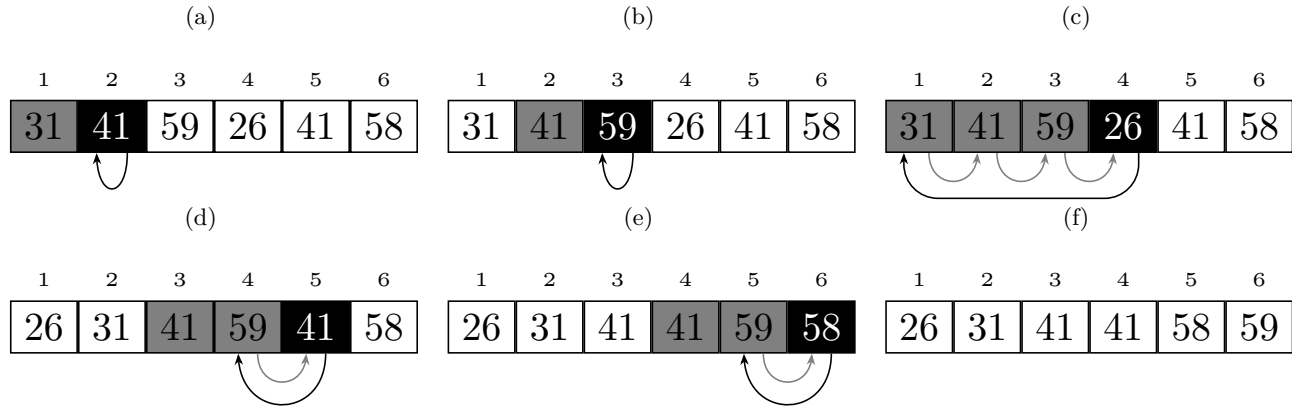 (a) (b) (c)
1 2 3 4 5 6 1 2 3 4 5 6 1 2 3 4 5 6
31 41 59 26 41 58 31 41 59 26 41 58 31 41 59 26 41 58
(d) (e) (f)
1 2 3 4 5 6 1 2 3 4 5 6 1 2 3 4 5 6
26 31 41 59 41 58 26 31 41 41 59 58 26 31 41 41 58 59